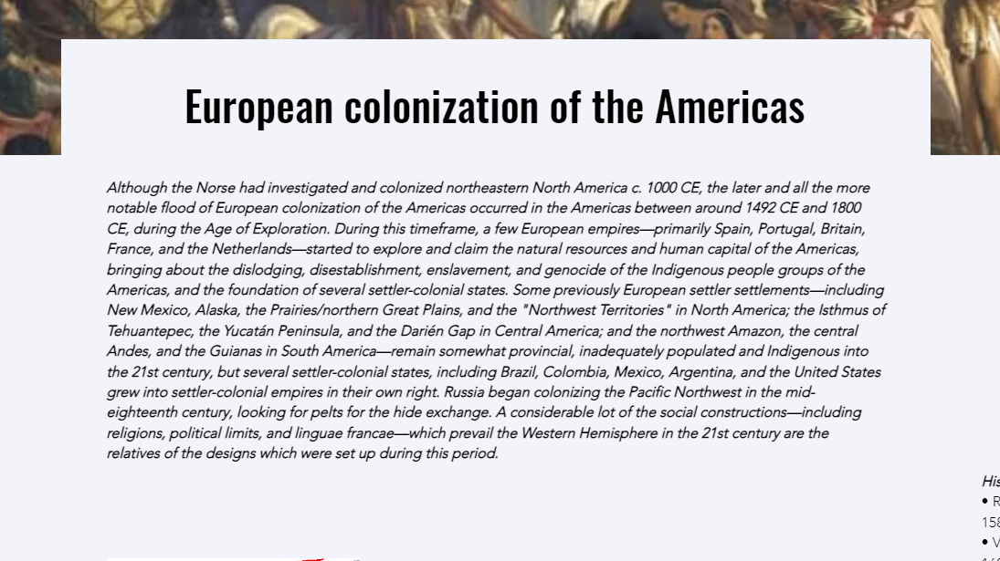 European colonization of the Americas
Although the Norse had investigated and colonized northeastern North America c. 1000 CE, the later and all the more
notable flood of European colonization of the Americas occurred in the Americas between around 1492 CE and 1800
CE, during the Age of Exploration. During this timeframe, a few European empires—primarily Spain, Portugal, Britain,
France, and the Netherlands—started to explore and claim the natural resources and human capital of the Americas,
bringing about the dislodging, disestablishment, enslavement, and genocide of the Indigenous people groups of the
Americas, and the foundation of several settler-colonial states. Some previously European settler settlements—including
New Mexico, Alaska, the Prairies/northern Great Plains, and the "Northwest Territories" in North America; the Isthmus of
Tehuantepec, the Yucatán Peninsula, and the Darién Gap in Central America; and the northwest Amazon, the central
Andes, and the Guianas in South America—remain somewhat provincial, inadequately populated and Indigenous into
the 21st century, but several settler-colonial states, including Brazil, Colombia, Mexico, Argentina, and the United States
grew into settler-colonial empires in their own right. Russia began colonizing the Pacific Northwest in the mid-
eighteenth century, looking for pelts for the hide exchange. A considerable lot of the social constructions—including
religions, political limits, and linguae francae—which prevail the Western Hemisphere in the 21st century are the
relatives of the designs which were set up during this period.